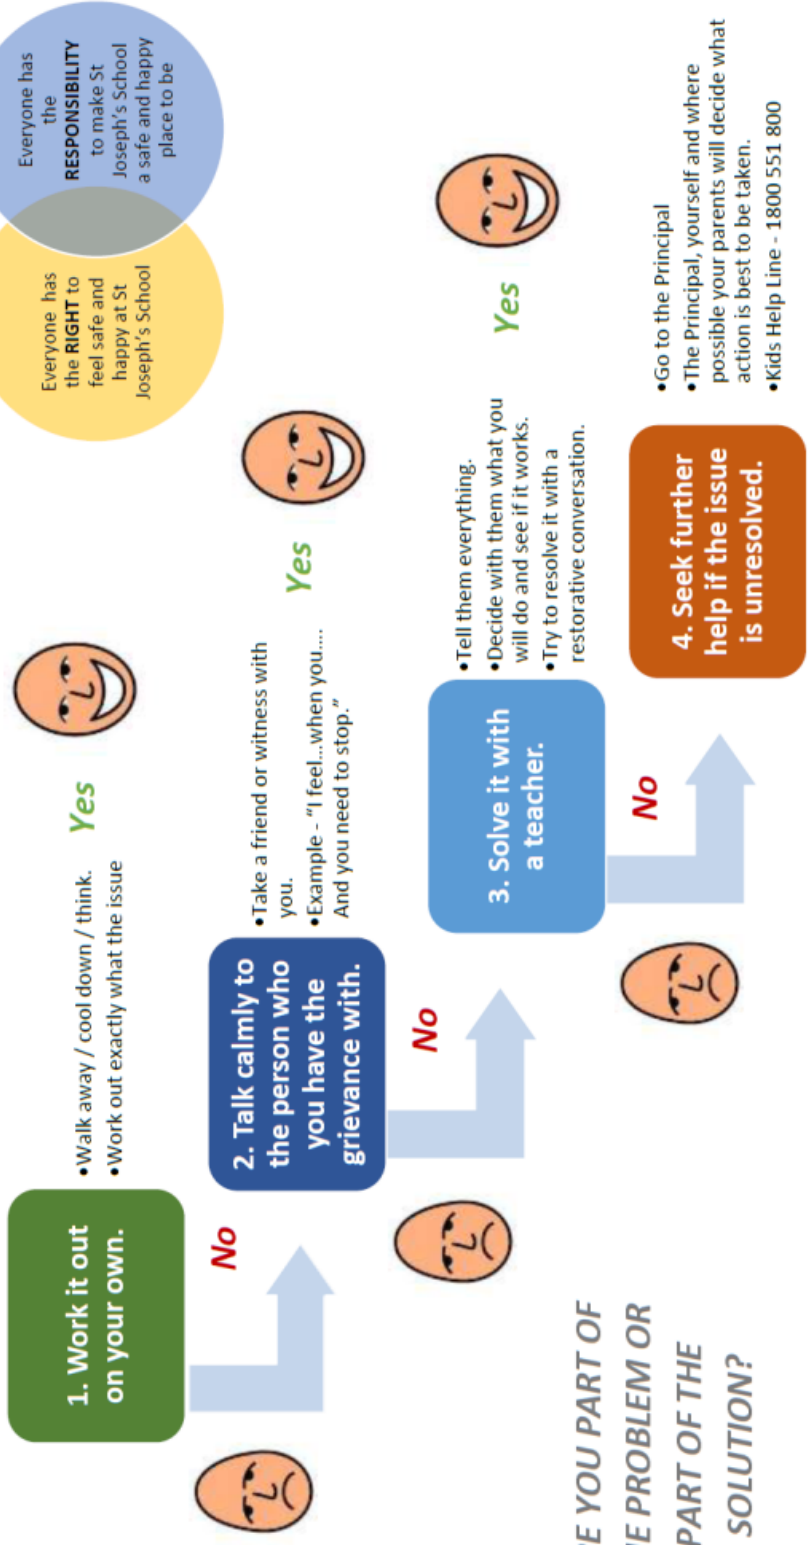 Everyone has
the RIGHT to
feel safe and
happy at St
Joseph's School
Everyone has
the
RESPONSIBILITY
to make St
Joseph's School
a safe and happy
place to be
1. Work it out
on your own.
•Walk away / cool down / think.
•Work out exactly what the issue
Yes
No
2. Talk calmly to
the person who
you have the
grievance with.
•Take a friend or witness with
you.
•Example - "I feel...when you....
And you need to stop."
Yes
No
3. Solve it with
a teacher.
•Tell them everything.
•Decide with them what you
will do and see if it works.
•Try to resolve it with a
restorative conversation.
Yes
No
4. Seek further
help if the issue
is unresolved.
•Go to the Principal
•The Principal, yourself and where
possible your parents will decide what
action is best to be taken.
•Kids Help Line - 1800 551 800
YOU PART OF
PROBLEM OR
PART OF THE
SOLUTION?